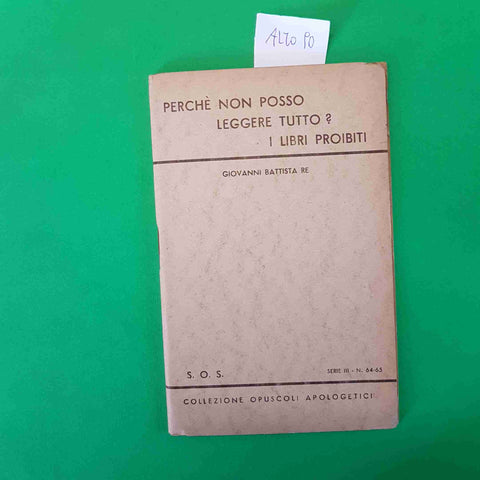 ALTO PO
PERCHÈ NON POSSO
LEGGERE TUTTO?
I LIBRI PROIBITI
GIOVANNI BATTISTA RE
S. O. S.
SERIE III - N. 64-65
COLLEZIONE OPUSCOLI APOLOGETICI